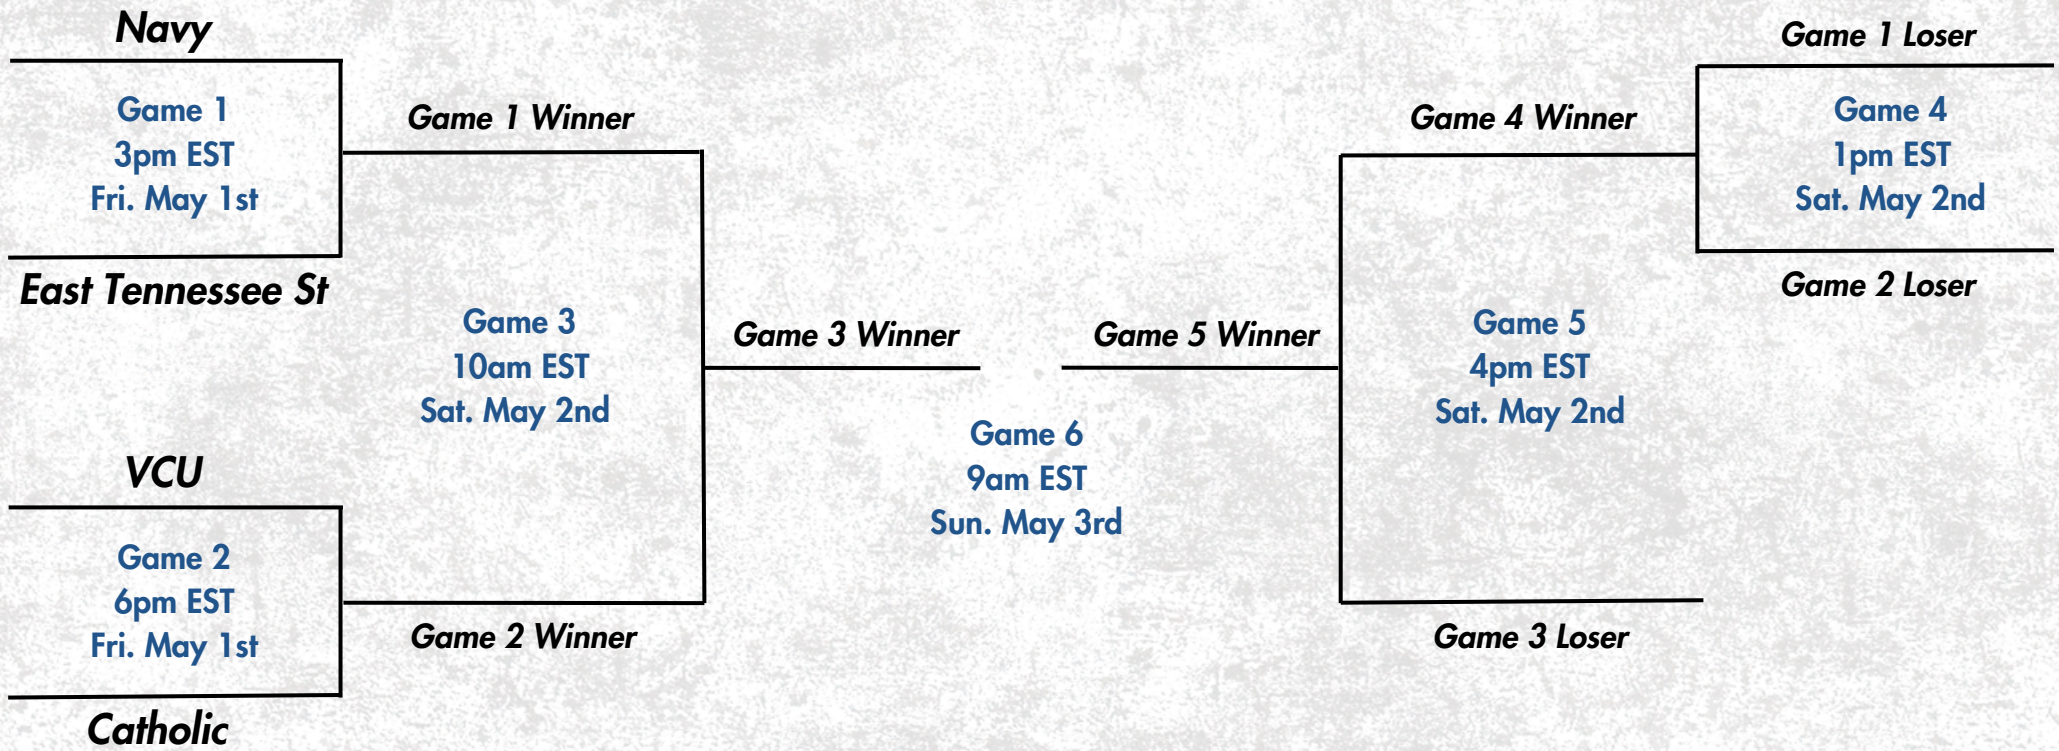 Navy
Game 1
3pm EST
Fri. May 1st
East Tennessee St
Game 1 Winner
Game 3
10am EST
Sat. May 2nd
VCU
Game 2
6pm EST
Fri. May 1st
Catholic
Game 2 Winner
Game 3 Winner
Game 6
9am EST
Sun. May 3rd
Game 5 Winner
Game 4 Winner
Game 5
4pm EST
Sat. May 2nd
Game 3 Loser
Game 1 Loser
Game 4
1pm EST
Sat. May 2nd
Game 2 Loser